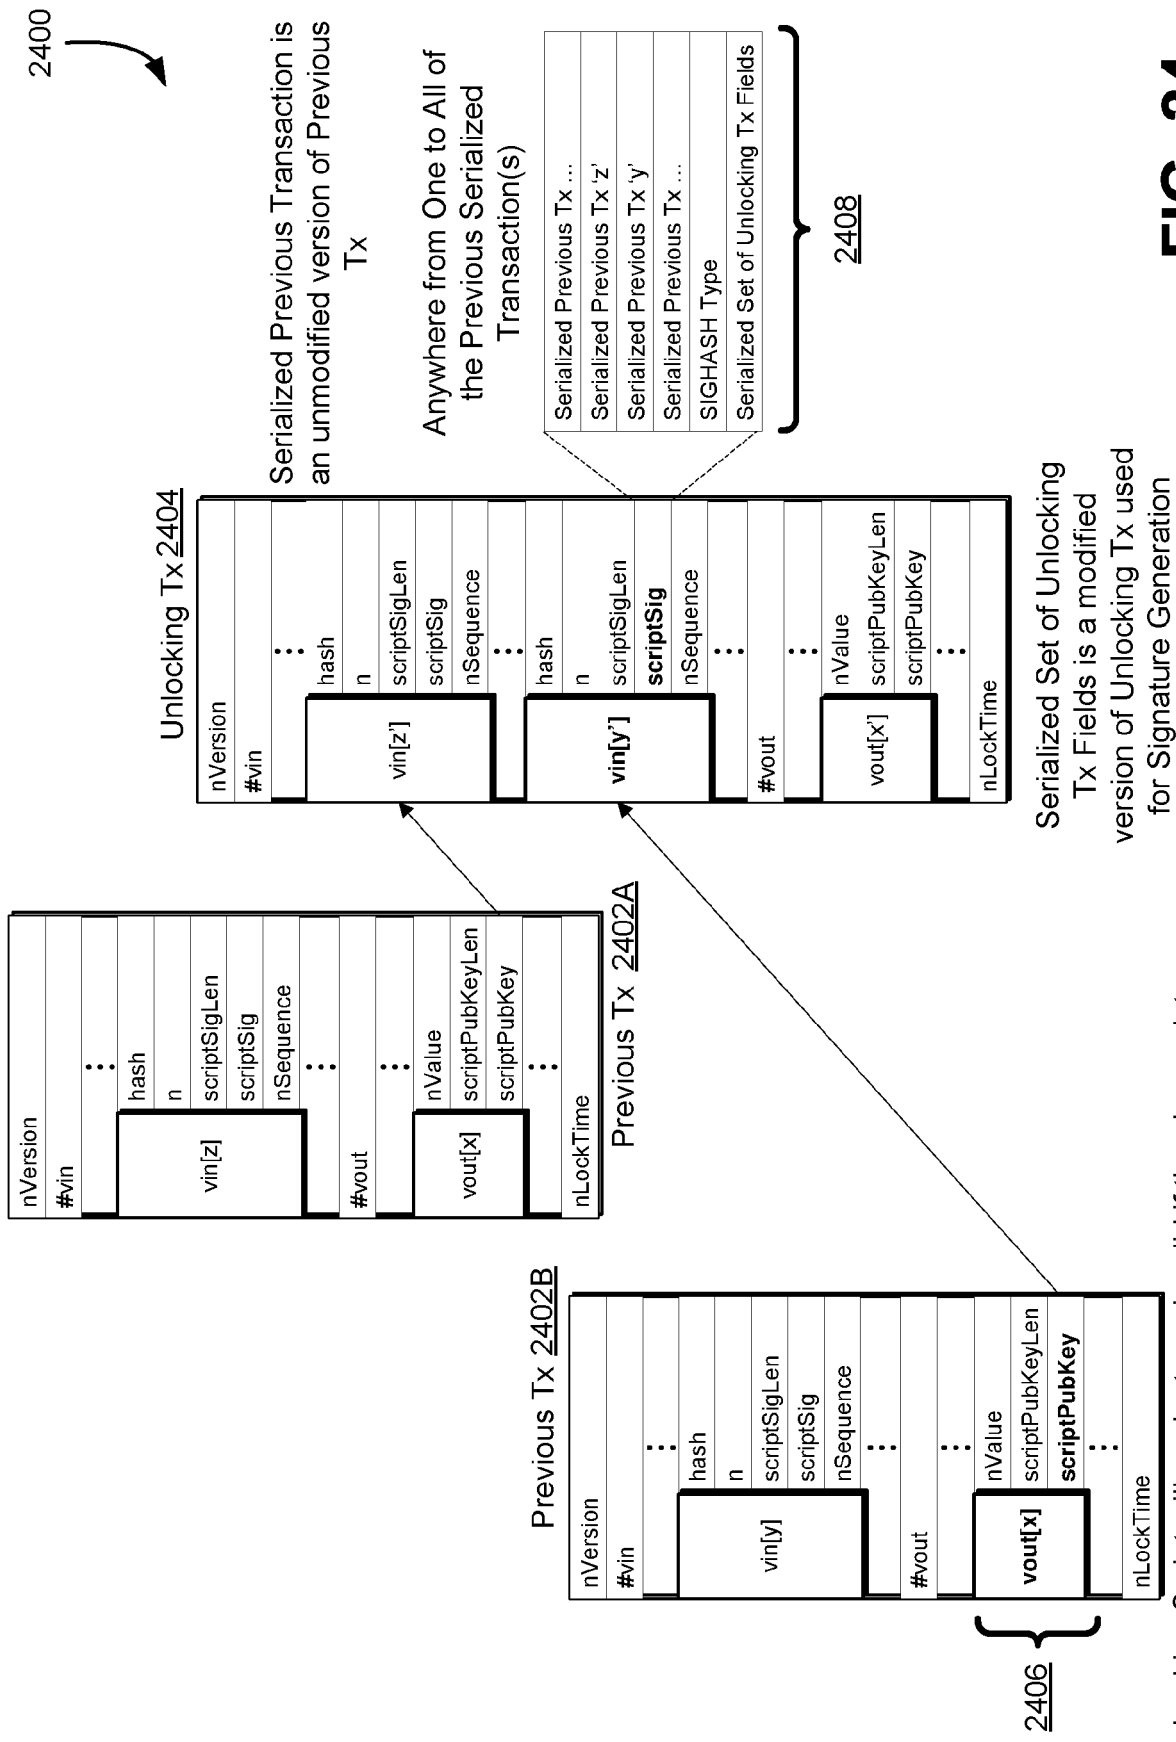 2400
Serialized Previous Transaction is
an unmodified version of Previous
Tx
Anywhere from One to All of
the Previous Serialized
Transaction(s)
Serialized Previous Tx ...
Serialized Previous Tx 'z'
Serialized Previous Tx 'y'
Serialized Previous Tx ...
SIGHASH Type
Serialized Set of Unlocking Tx Fields
2408
Unlocking Tx 2404
nVersion
#vin
...
vin[z']
hash
n
scriptSigLen
scriptSig
nSequence
...
vin[y']
hash
n
scriptSigLen
scriptSig
nSequence
...
#vout
...
vout[x']
nValue
scriptPubKeyLen
scriptPubKey
...
nLockTime
Serialized Set of Unlocking
Tx Fields is a modified
version of Unlocking Tx used
for Signature Generation
nVersion
#vin
...
vin[z]
hash
n
scriptSigLen
scriptSig
nSequence
...
#vout
...
vout[x]
nValue
scriptPubKeyLen
scriptPubKey
...
nLockTime
Previous Tx 2402A
Previous Tx 2402B
nVersion
#vin
...
vin[y]
hash
n
scriptSigLen
scriptSig
nSequence
...
#vout
...
vout[x]
nValue
scriptPubKeyLen
scriptPubKey
...
nLockTime
2406